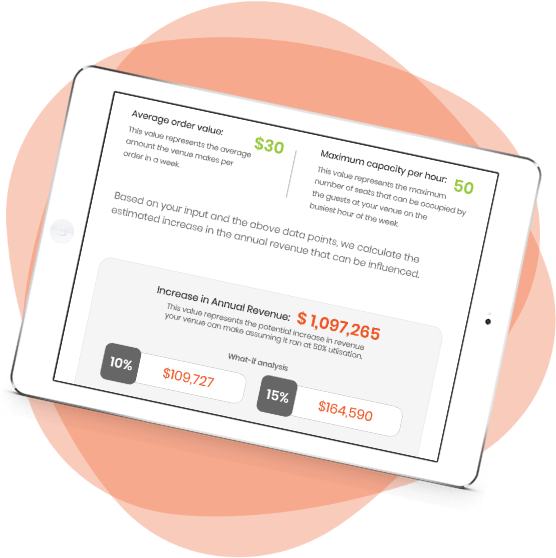 Average order value:
$30
This value represents the average
amount the venue makes per
order in a week.
Maximum capacity per hour:
50
This value represents the maximum
number of seats that can be occupied by
the guests at your venue on the
busiest hour of the week.
Based on your input and the above data points, we calculate the
estimated increase in the annual revenue that can be influenced.
Increase in Annual Revenue: $ 1,097,265
This value represents the potential increase in revenue
your venue can make assuming it ran at 50% utilisation.
What-if analysis
10%
$109,727
15%
$164,590